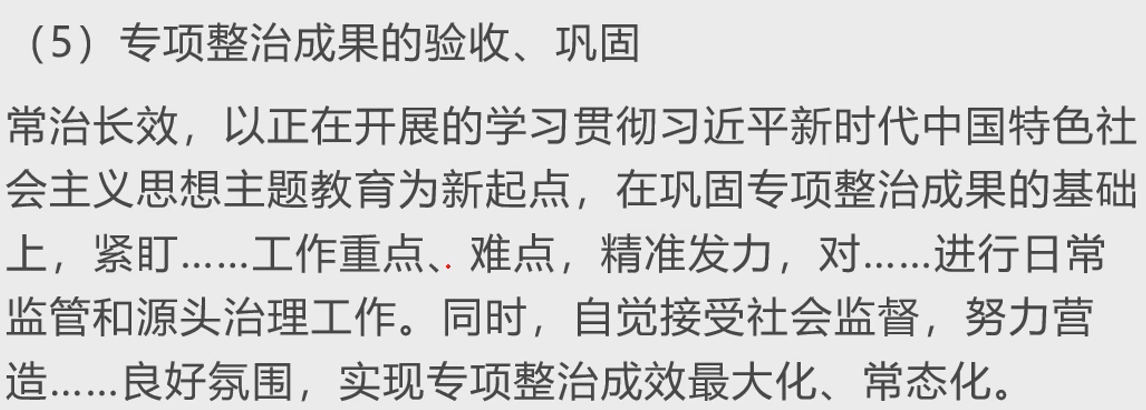 （5）专项整治成果的验收、巩固
常治长效，以正在开展的学习贯彻习近平新时代中国特色社
会主义思想主题教育为新起点，在巩固专项整治成果的基础
上，紧盯……工作重点、难点，精准发力，对……进行日常
监管和源头治理工作。同时，自觉接受社会监督，努力营
造……良好氛围，实现专项整治成效最大化、常态化。